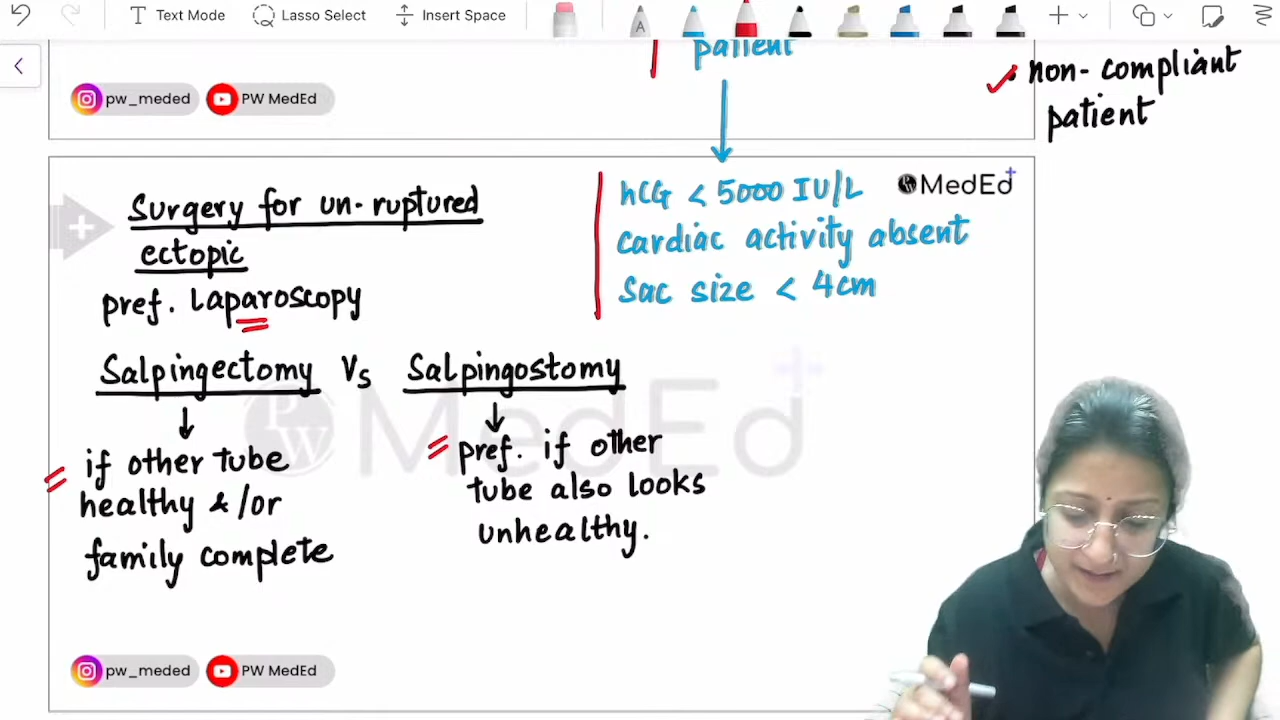 Text Mode
Lasso Select
Insert Space
A
patient
non-compliant
patient
pw_meded
PW MedEd
MedEd
Surgery for un-ruptured
ectopic
pref. Laparoscopy
hCG < 5000 IU/L
cardiac activity absent
Sac size < 4cm
Salpingectomy Vs Salpingostomy
if other tube
healthy & /or
family complete
pref. if other
tube also looks
unhealthy.
PW MedEd
pw_meded
PW MedEd